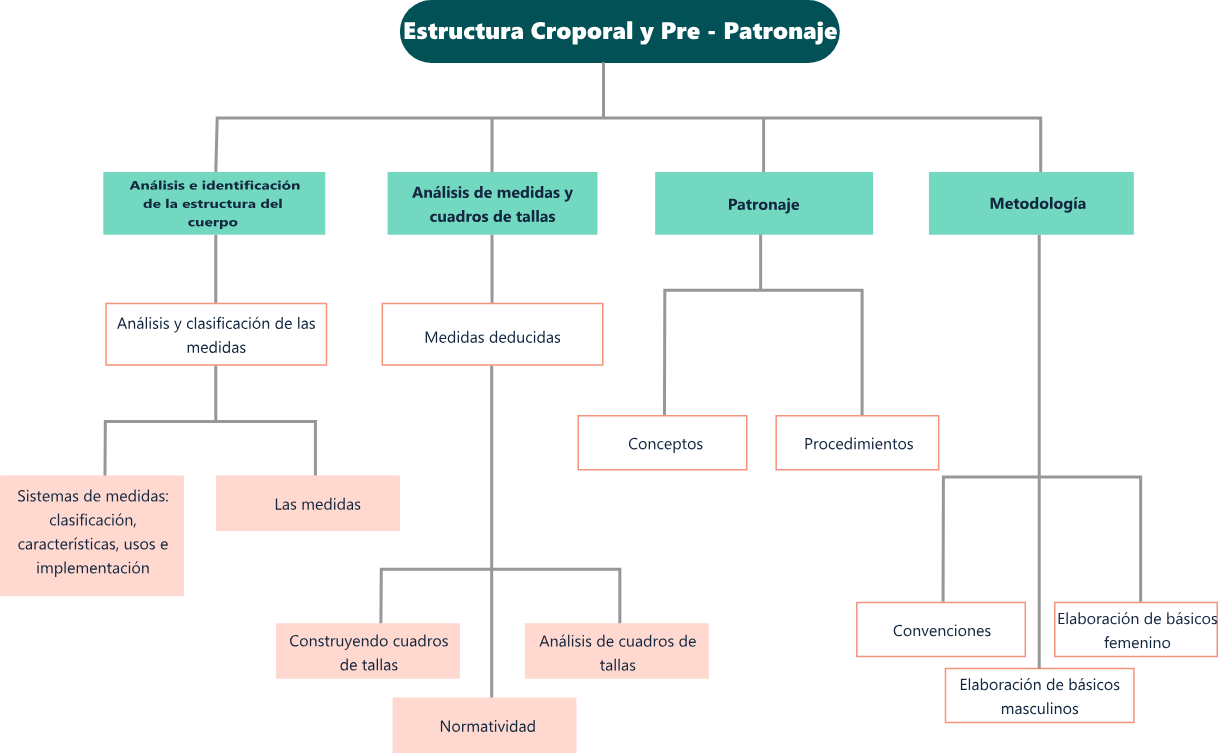 Estructura Croporal y Pre - Patronaje
Análisis e identificación
de la estructura del
cuerpo
Análisis de medidas y
cuadros de tallas
Patronaje
Metodología
Análisis y clasificación de las
medidas
Medidas deducidas
Conceptos
Procedimientos
Sistemas de medidas:
clasificación,
características, usos e
implementación
Las medidas
Construyendo cuadros
de tallas
Análisis de cuadros de
tallas
Normatividad
Convenciones
Elaboración de básicos
femenino
Elaboración de básicos
masculinos